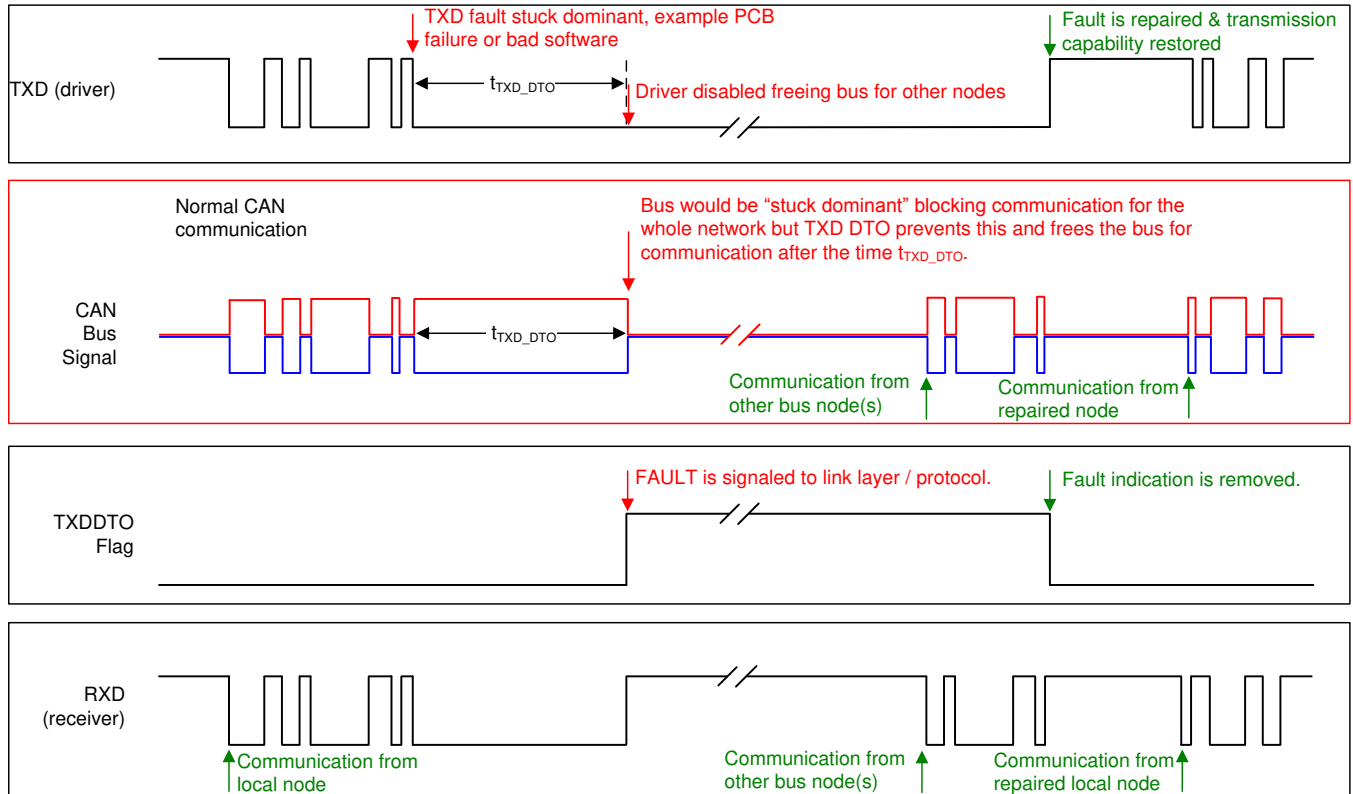 TXD fault stuck dominant, example PCB
failure or bad software
Fault is repaired & transmission
capability restored
TXD (driver)
tTXD_DTO
Driver disabled freeing bus for other nodes
Normal CAN
communication
Bus would be “stuck dominant” blocking communication for the
whole network but TXD DTO prevents this and frees the bus for
communication after the time tTXD_DTO.
CAN
Bus
Signal
tTXD_DTO
Communication from
other bus node(s)
Communication from
repaired node
FAULT is signaled to link layer / protocol.
Fault indication is removed.
TXDDTO
Flag
RXD
(receiver)
Communication from
local node
Communication from
other bus node(s)
Communication from
repaired local node